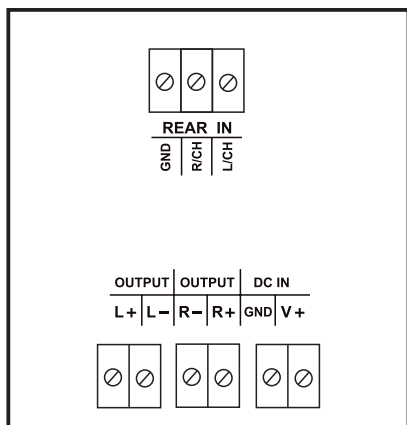 REAR IN
GND R/CH L/CH
OUTPUT OUTPUT DC IN
L+ L- R- R+ GND V+